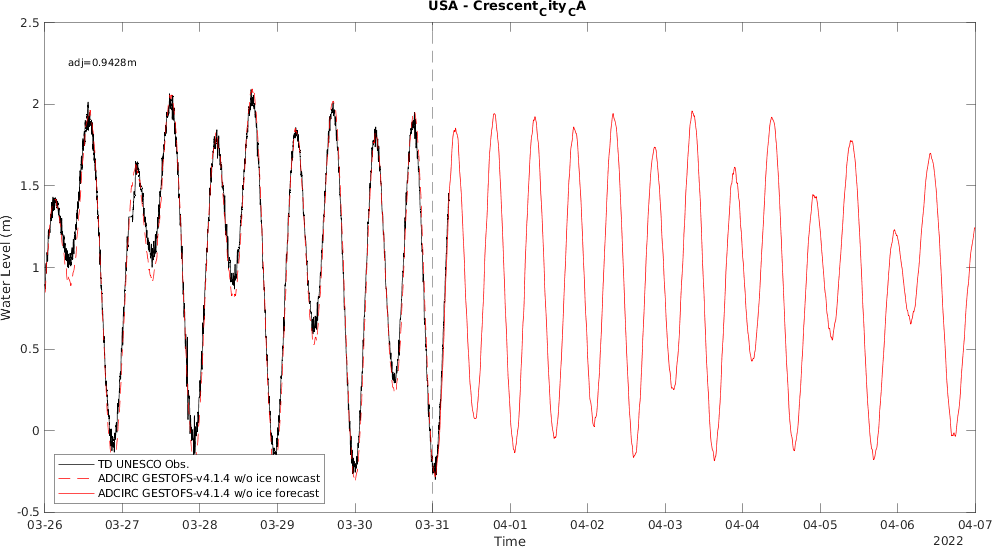 USA - Crescent_City_CA
2.5
adj=0.9428m
2
1.5
1
0.5
0
-0.5
Water Level (m)
TD UNESCO Obs.
ADCIRC GESTOFS-v4.1.4 w/o ice nowcast
ADCIRC GESTOFS-v4.1.4 w/o ice forecast
03-26 03-27 03-28 03-29 03-30 03-31 04-01 04-02 04-03 04-04 04-05 04-06 04-07
Time
2022